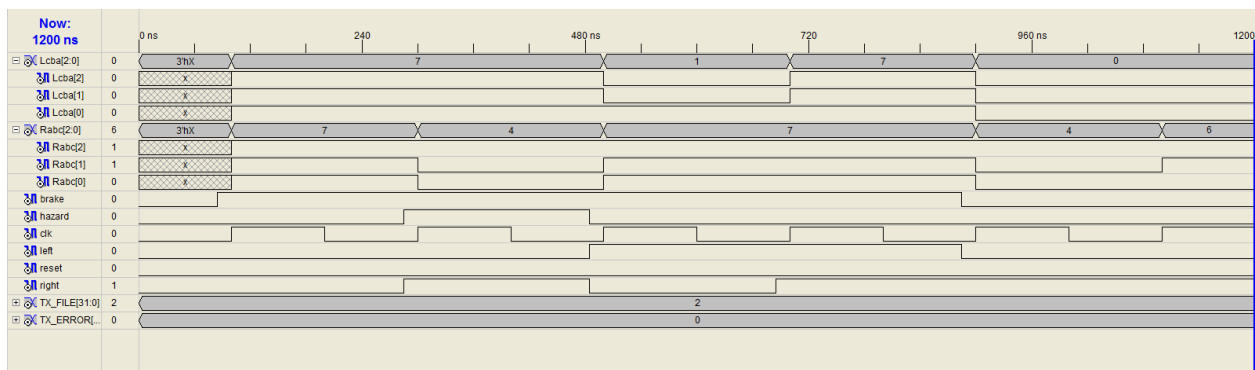 Now:
1200 ns
0 ns 240 480 ns 720 960 ns 1200
Lcba[2:0] 0 3'hX 7 1 7 0
Lcba[2] 0 x
Lcba[1] 0 x
Lcba[0] 0 x
Rabc[2:0] 6 3'hX 7 4 7 4 6
Rabc[2] 1 x
Rabc[1] 1 x
Rabc[0] 0 x
brake 0
hazard 0
clk 1
left 0
reset 0
right 1
TX_FILE[31:0] 2 2
TX_ERROR[... 0 0